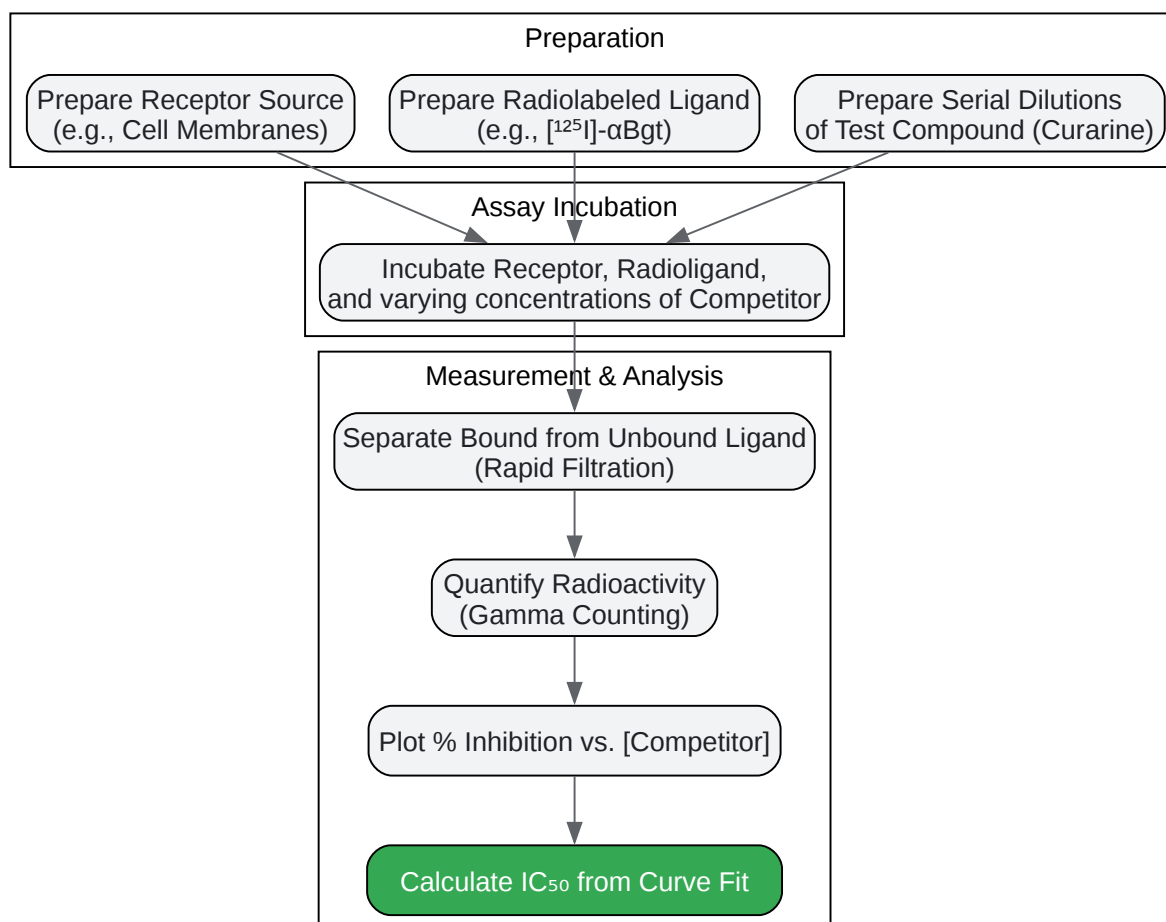 Preparation
Prepare Receptor Source
(e.g., Cell Membranes)
Prepare Radiolabeled Ligand
(e.g., [¹²⁵I]-αBgt)
Prepare Serial Dilutions
of Test Compound (Curarine)
Assay Incubation
Incubate Receptor, Radioligand,
and varying concentrations of Competitor
Measurement & Analysis
Separate Bound from Unbound Ligand
(Rapid Filtration)
Quantify Radioactivity
(Gamma Counting)
Plot % Inhibition vs. [Competitor]
Calculate IC₅₀ from Curve Fit